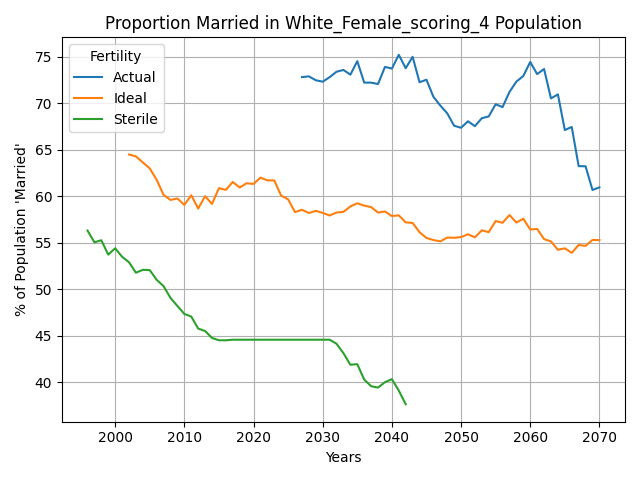 Proportion Married in White_Female_scoring_4 Population
% of Population 'Married'
Fertility
Actual
Ideal
Sterile
75
70
65
60
55
50
45
40
2000 2010 2020 2030 2040 2050 2060 2070
Years